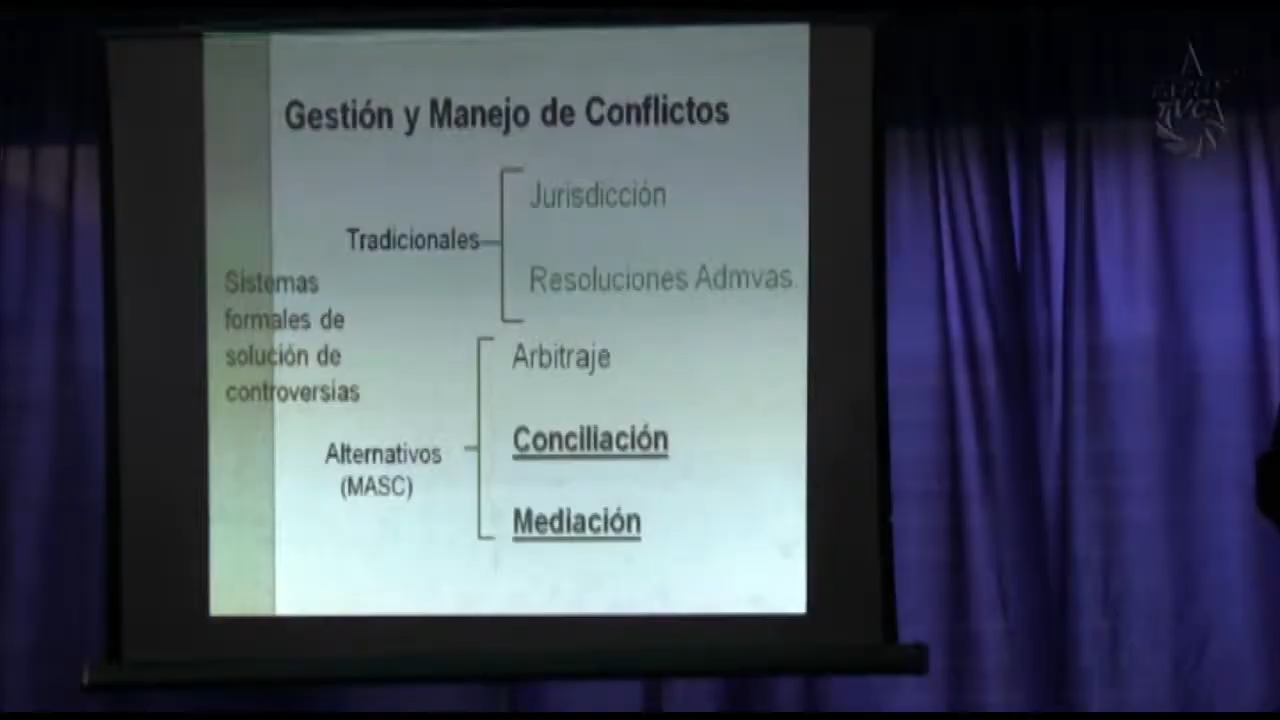 Gestión y Manejo de Conflictos
Jurisdicción
Tradicionales
Resoluciones Admvas.
Sistemas
formales de
solución de
controversias
Arbitraje
Conciliación
Alternativos
(MASC)
Mediación
TVCA